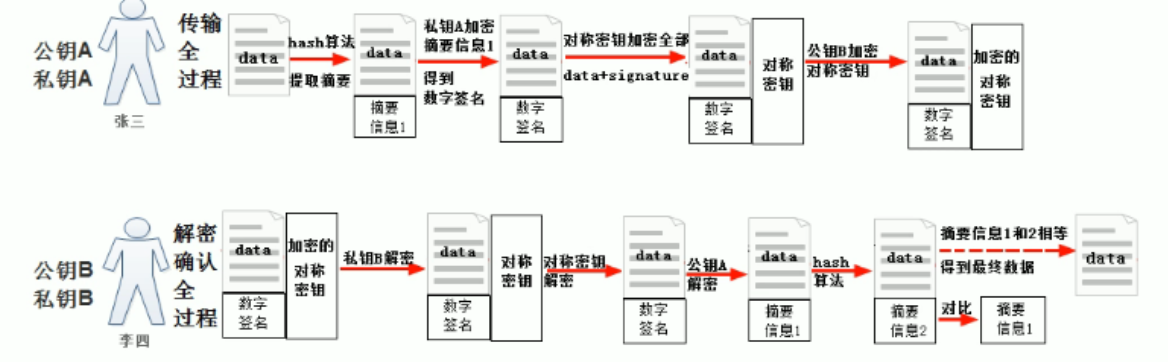 公钥A
私钥A
张三
传输
全
过程
data
hash算法
提取摘要
data
摘要
信息1
私钥A加密
摘要信息1
得到
数字签名
data
数字
签名
对称密钥加密全部
data+signature
data
数字
签名
对称
密钥
公钥B加密
对称密钥
data
数字
签名
加密的
对称
密钥
公钥B
私钥B
李四
解密
确认
全
过程
data
数字
签名
加密的
对称
密钥
私钥B解密
data
数字
签名
对称
密钥
对称密钥
解密
data
数字
签名
公钥A
解密
data
摘要
信息1
hash
算法
data
摘要
信息2
对比
摘要
信息1
摘要信息1和2相等
得到最终数据
data